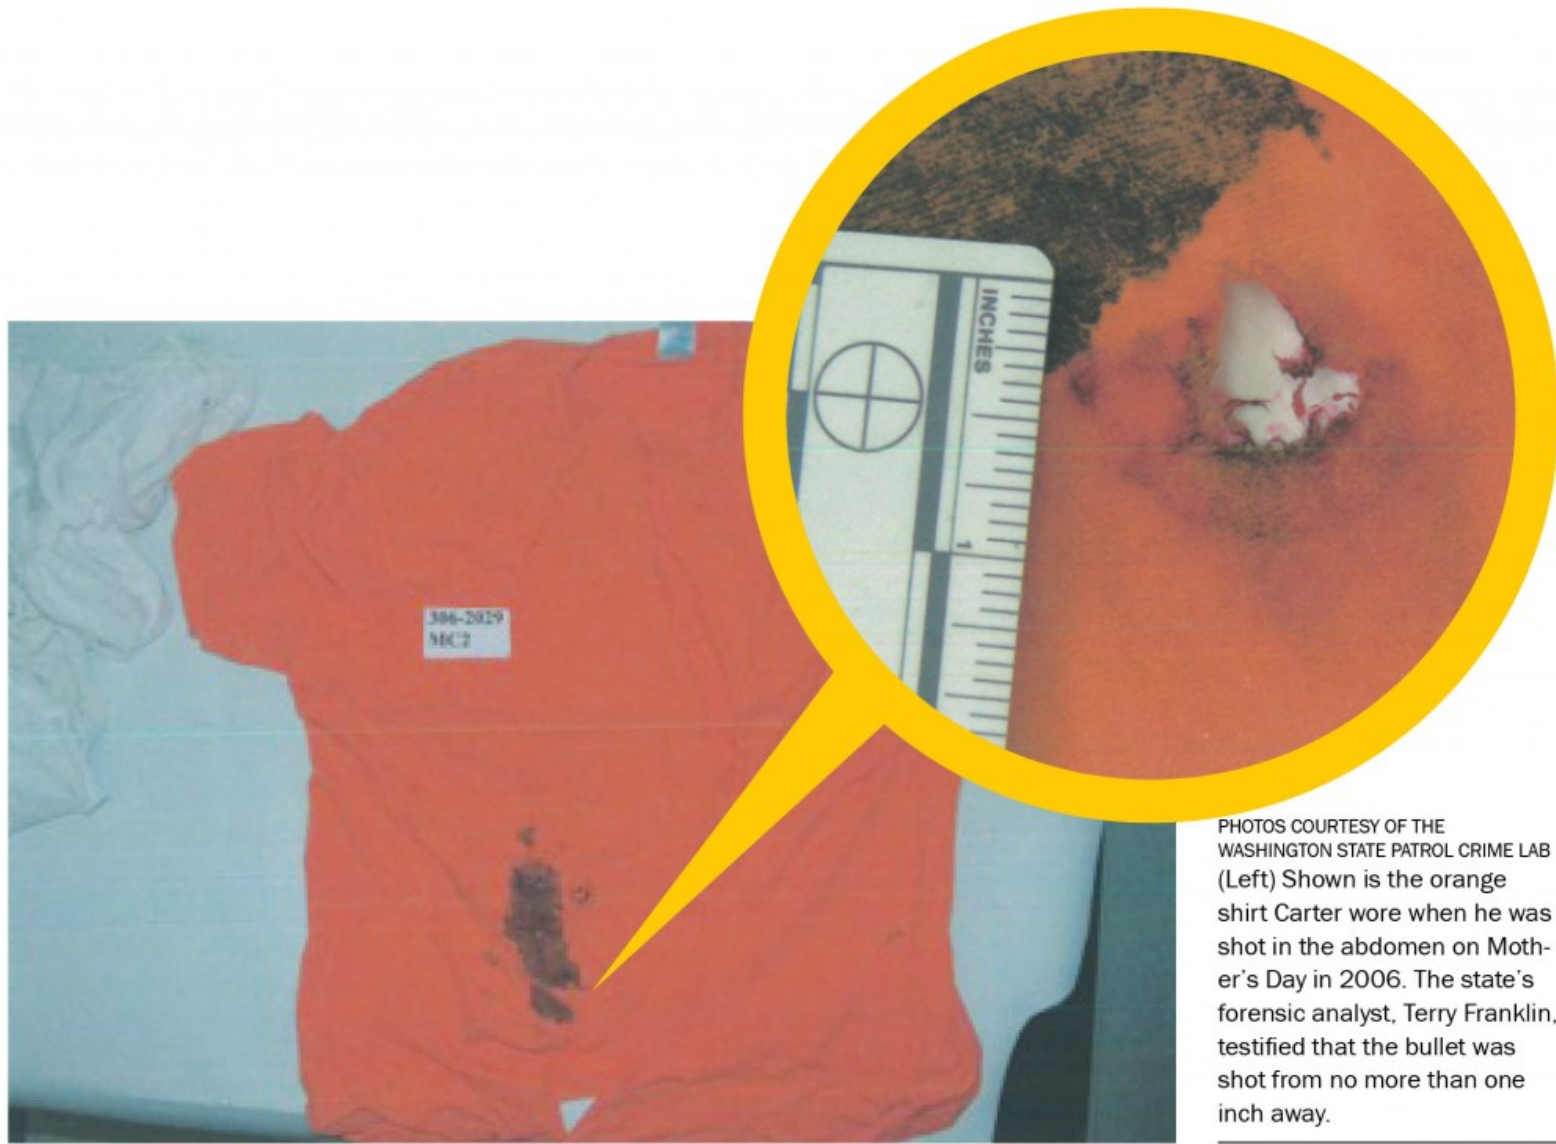 INCHES
1
306-2029
MC2
PHOTOS COURTESY OF THE
WASHINGTON STATE PATROL CRIME LAB
(Left) Shown is the orange
shirt Carter wore when he was
shot in the abdomen on Moth-
er's Day in 2006. The state's
forensic analyst, Terry Franklin,
testified that the bullet was
shot from no more than one
inch away.